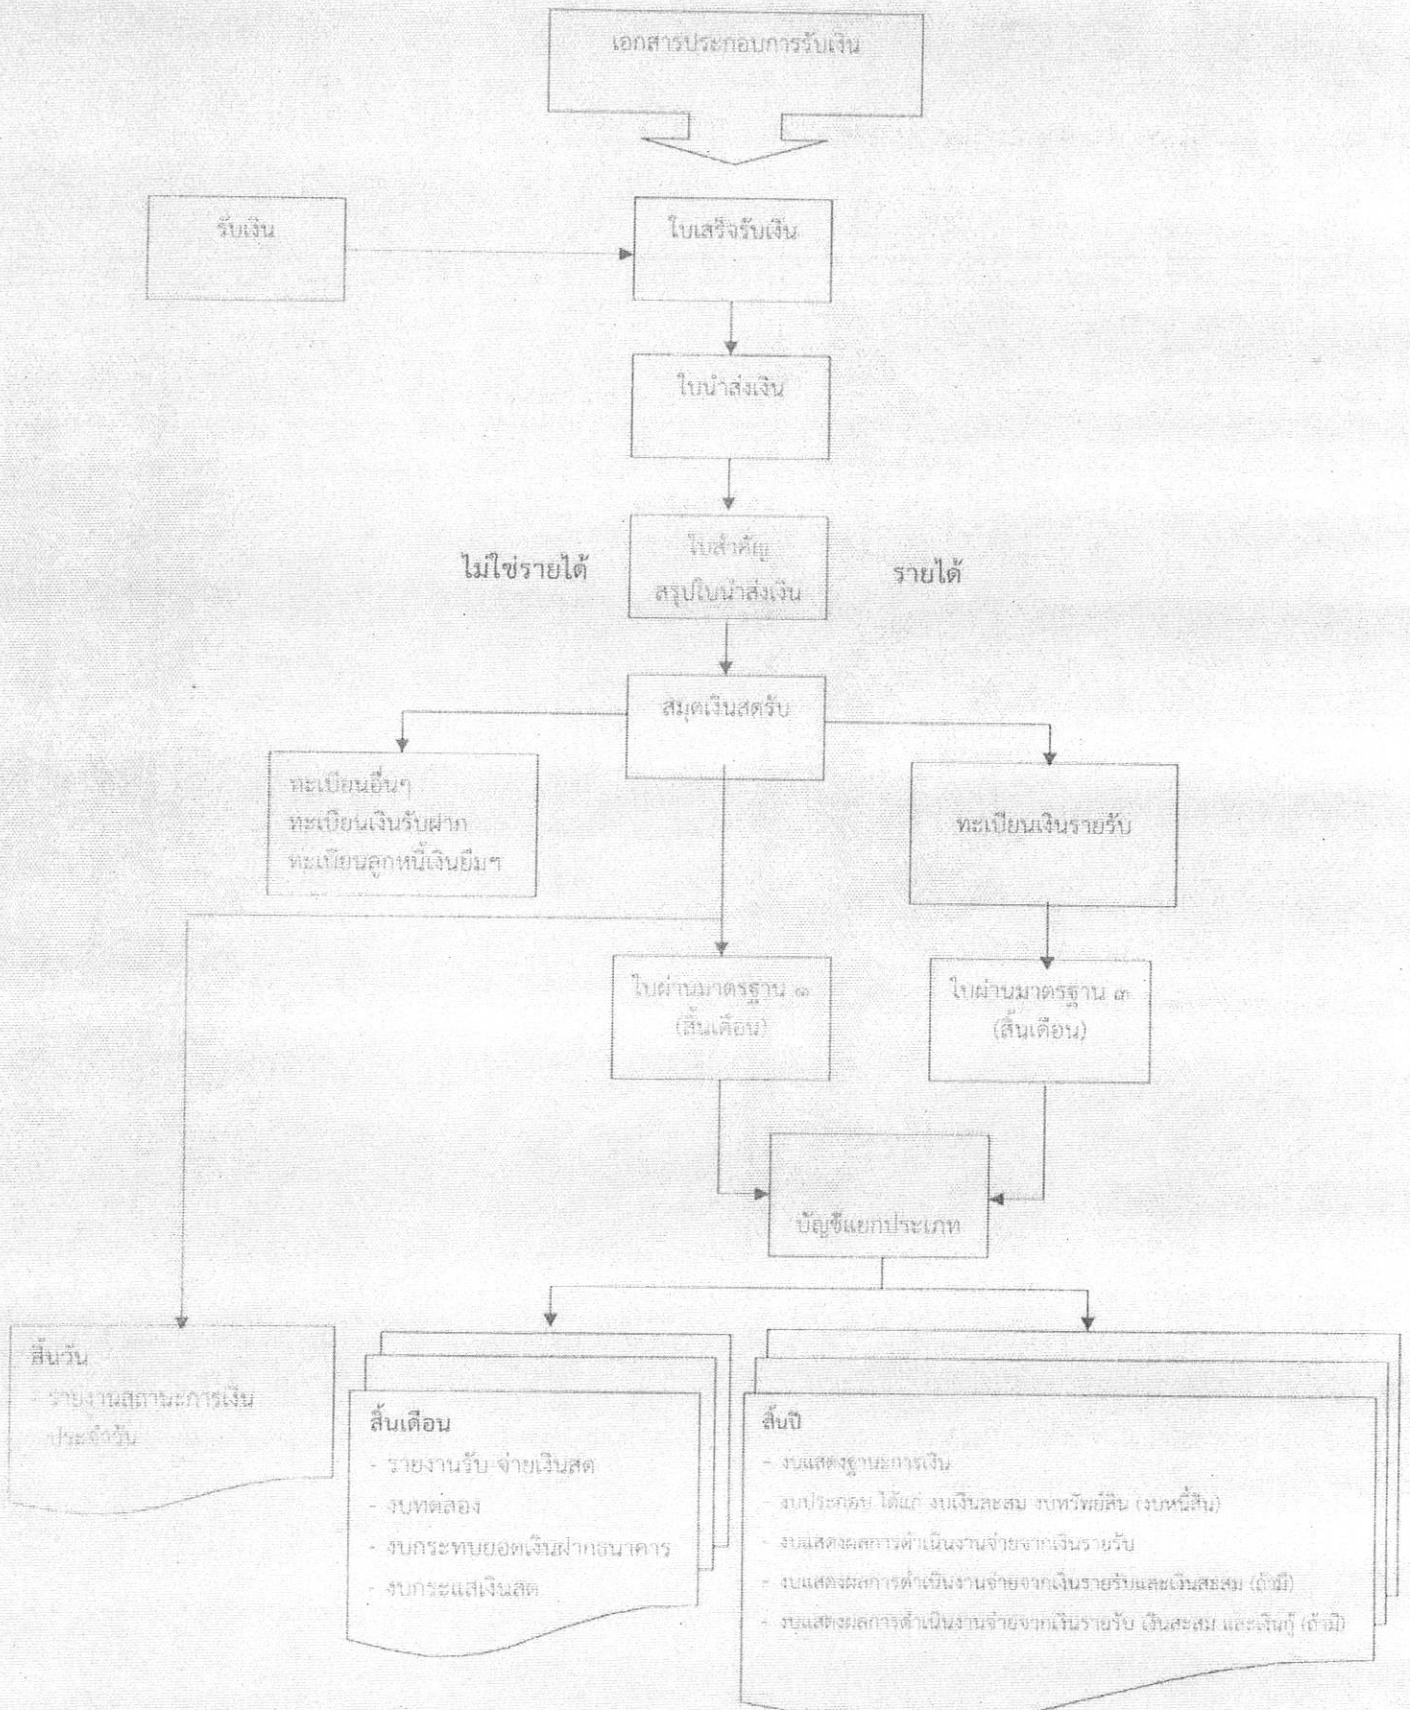 เอกสารประกอบการรับเงิน
รับเงิน
ใบเสร็จรับเงิน
ใบนำส่งเงิน
ไม่ใช่รายได้
ใบสำคัญ
สรุปใบนำส่งเงิน
รายได้
สมุดเงินสดรับ
ทะเบียนอื่นๆ
ทะเบียนเงินรับฝาก
ทะเบียนลูกหนี้เงินยืมฯ
ทะเบียนเงินรายรับ
ใบผ่านมาตรฐาน ๑
(สิ้นเดือน)
ใบผ่านมาตรฐาน ๓
(สิ้นเดือน)
บัญชีแยกประเภท
สิ้นวัน
- รายงานสถานะการเงิน
ประจำวัน
สิ้นเดือน
- รายงานรับ-จ่ายเงินสด
- งบทดลอง
- งบกระทบยอดเงินฝากธนาคาร
- งบกระแสเงินสด
สิ้นปี
- งบแสดงฐานะการเงิน
- งบประกอบ ได้แก่ งบเงินสะสม งบทรัพย์สิน (งบหนี้สิน)
- งบแสดงผลการดำเนินงานจ่ายจากเงินรายรับ
- งบแสดงผลการดำเนินงานจ่ายจากเงินรายรับและเงินสะสม (ถ้ามี)
- งบแสดงผลการดำเนินงานจ่ายจากเงินรายรับ เงินสะสม และเงินกู้ (ถ้ามี)